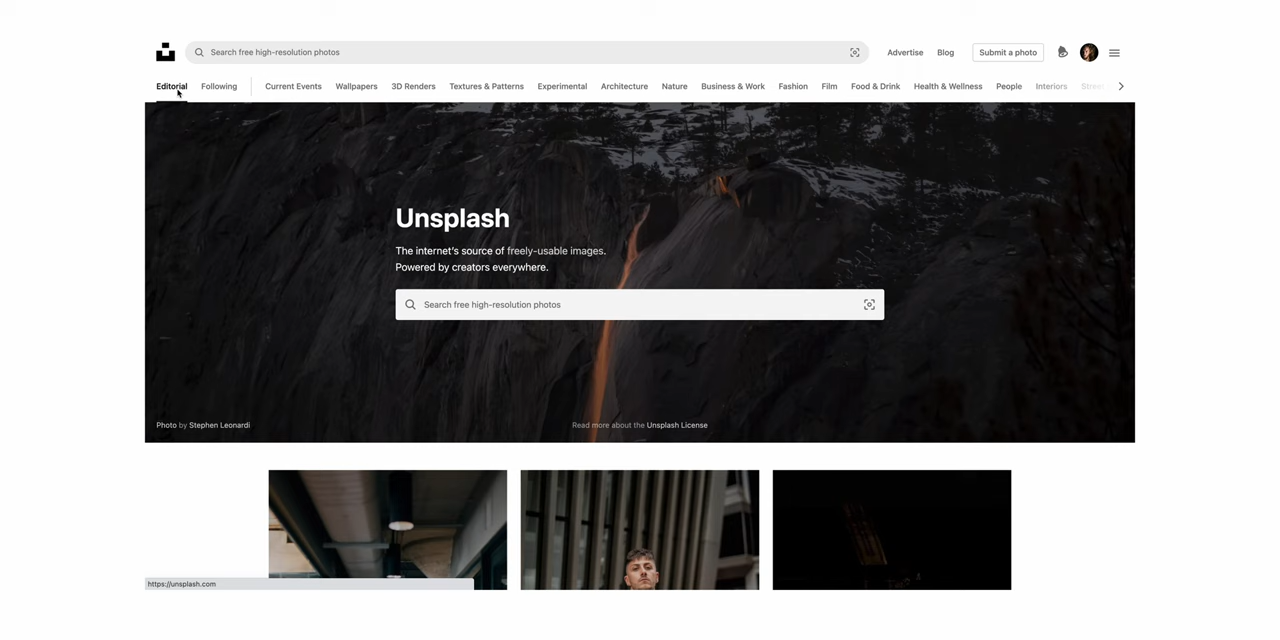 Search free high-resolution photos
Advertise Blog Submit a photo
Editorial Following Current Events Wallpapers 3D Renders Textures & Patterns Experimental Architecture Nature Business & Work Fashion Film Food & Drink Health & Wellness People Interiors
Unsplash
The internet's source of freely-usable images.
Powered by creators everywhere.
Search free high-resolution photos
Photo by Stephen Leonardi Read more about the Unsplash License
https://unsplash.com